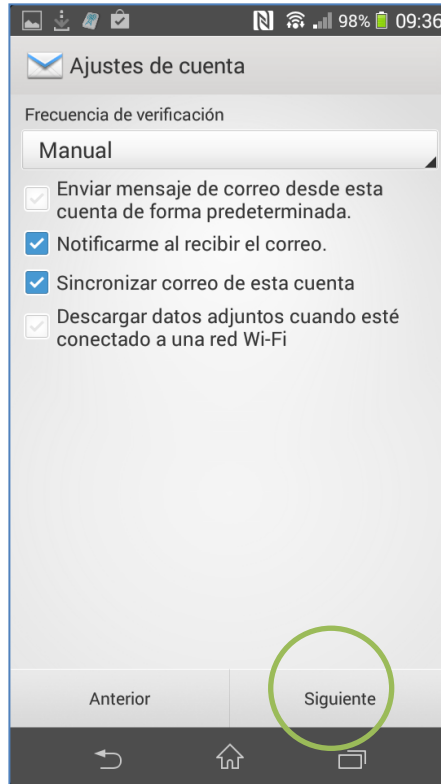 98% 09:36
Ajustes de cuenta
Frecuencia de verificación
Manual
Enviar mensaje de correo desde esta
cuenta de forma predeterminada.
Notificarme al recibir el correo.
Sincronizar correo de esta cuenta
Descargar datos adjuntos cuando esté
conectado a una red Wi-Fi
Anterior Siguiente